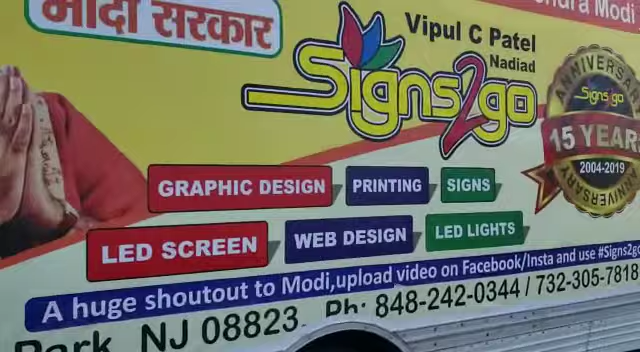 मोदी सरकार
Modi
Vipul C Patel
Nadiad
Signs2go
ANNIVERSARY
Signs2go
15 YEARS
2004-2019
ANNIVERSARY
GRAPHIC DESIGN PRINTING SIGNS
LED SCREEN WEB DESIGN LED LIGHTS
A huge shoutout to Modi,upload video on Facebook/Insta and use #Signs2go
Park, NJ 08823. Ph: 848-242-0344 / 732-305-7818